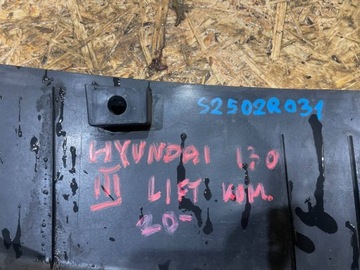 S2502R031
HYUNDAI I30
III LIFT KOM.
20-